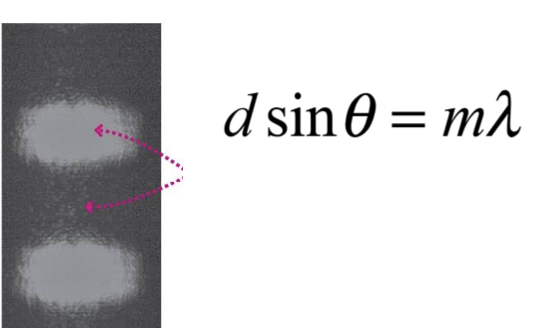 d sin θ = mλ